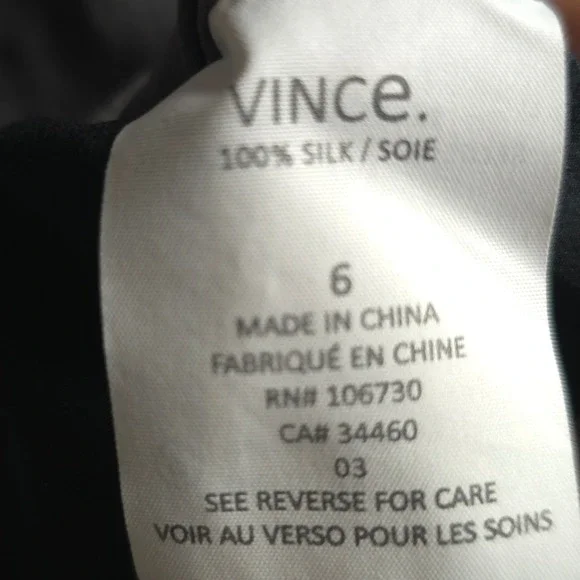 VINCe.
100% SILK / SOIE
6
MADE IN CHINA
FABRIQUÉ EN CHINE
RN# 106730
CA# 34460
03
SEE REVERSE FOR CARE
VOIR AU VERSO POUR LES SOINS